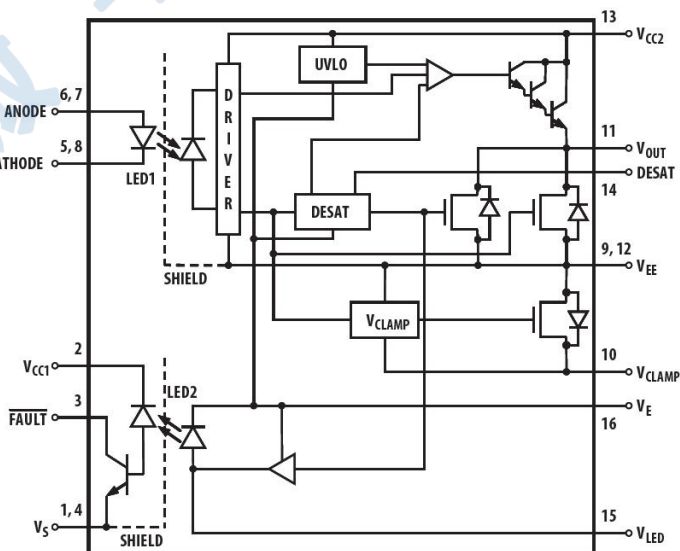 13
VCC2
UVLO
6, 7
ANODE
DRIVER
11
VOUT
5, 8
ATHODE
DESAT
LED1
14
DESAT
9, 12
VEE
SHIELD
VCLAMP
2
VCC1
10
VCLAMP
3
LED2
FAULT
VE
16
1, 4
15
VS
VLED
SHIELD